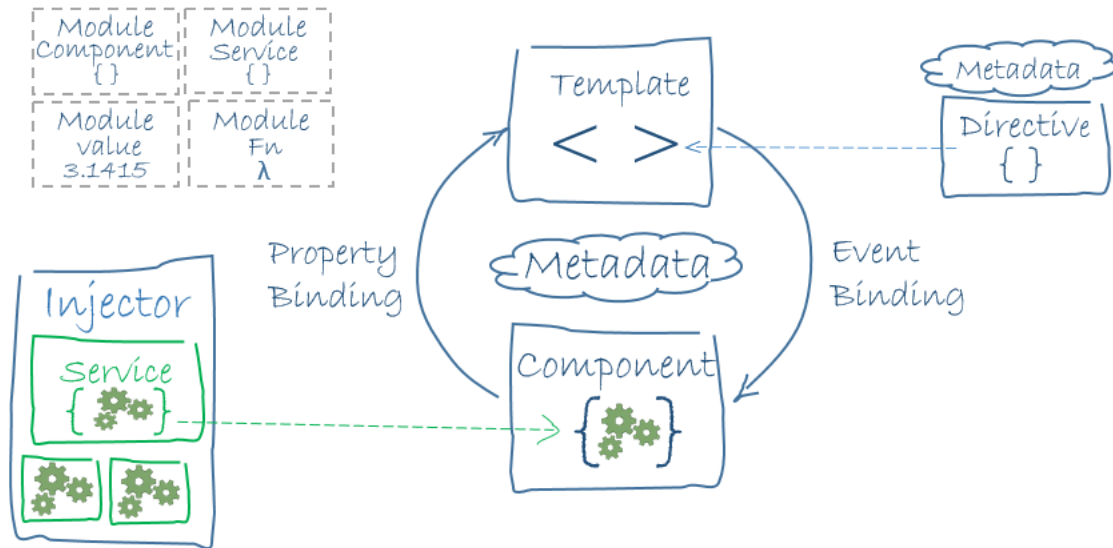 Module
Component
{ }
Module
Service
{ }
Module
value
3.1415
Module
Fn
λ
Template
< >
Metadata
Directive
{ }
Property
Binding
Metadata
Event
Binding
Injector
Service
{ }
Component
{ }